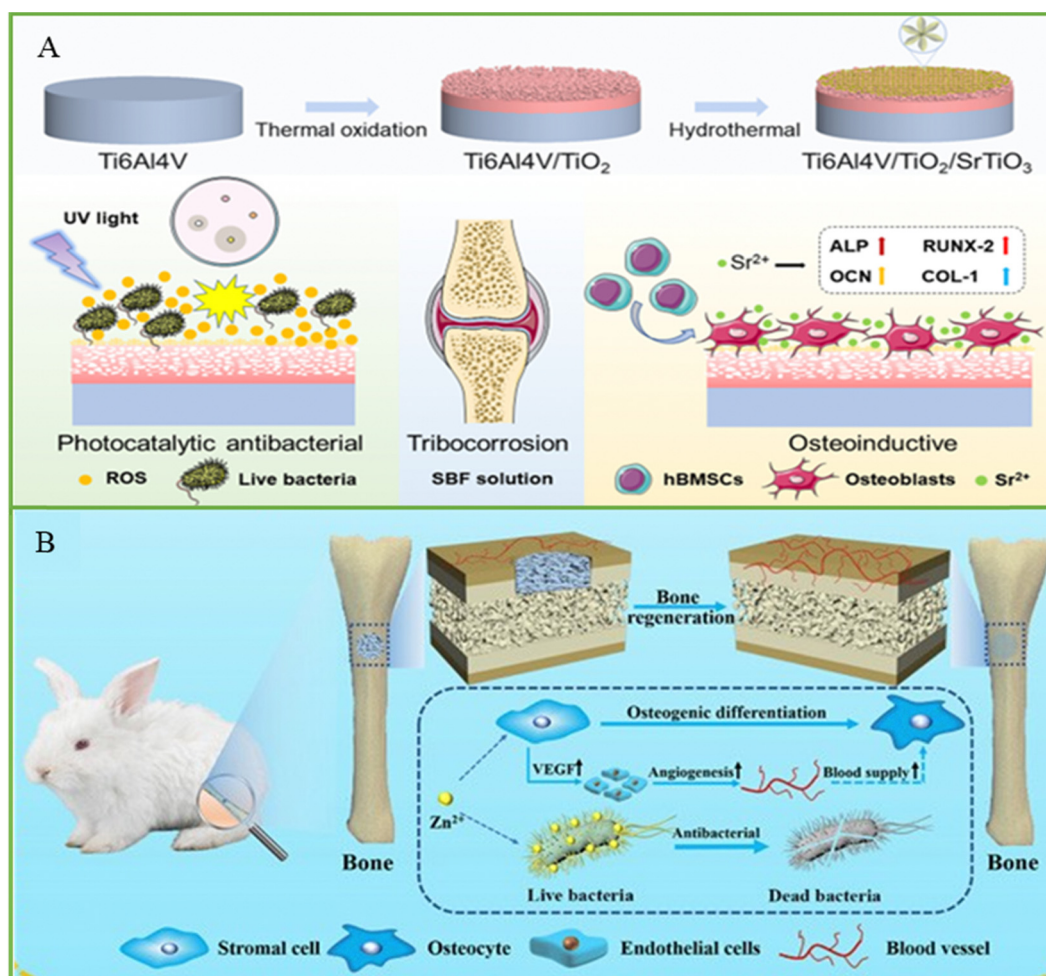 A
Thermal oxidation
Hydrothermal
Ti6Al4V
Ti6Al4V/TiO₂
Ti6Al4V/TiO₂/SrTiO₃
UV light
Photocatalytic antibacterial
ROS
Live bacteria
Tribocorrosion
SBF solution
Sr²⁺
ALP ↑ RUNX-2 ↑
OCN ↑ COL-1 ↑
Osteoinductive
hBMSCs
Osteoblasts
Sr²⁺
B
Bone
regeneration
Osteogenic differentiation
VEGF↑
Angiogenesis↑
Blood supply↑
Zn²⁺
Antibacterial
Live bacteria
Dead bacteria
Bone
Bone
Stromal cell
Osteocyte
Endothelial cells
Blood vessel